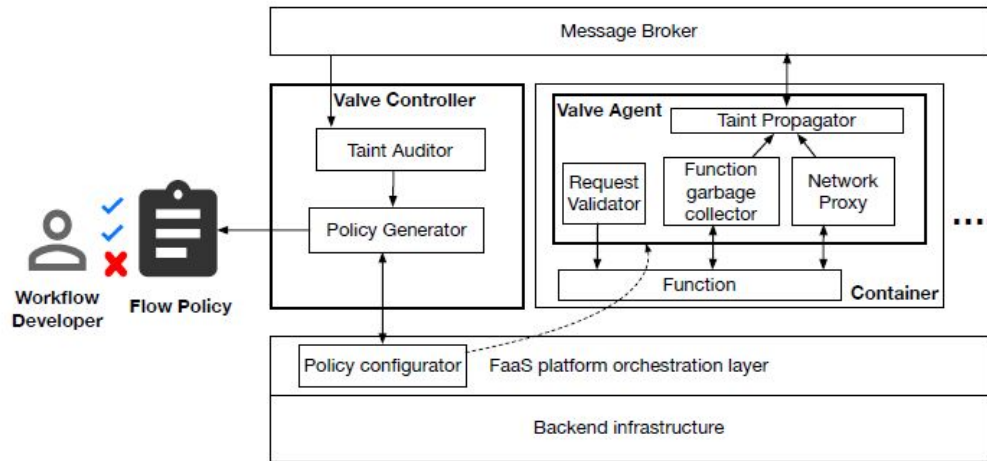 Message Broker
Valve Controller
Taint Auditor
Policy Generator
Valve Agent
Taint Propagator
Request
Validator
Function
garbage
collector
Network
Proxy
....
Function
Container
Workflow
Developer
Flow Policy
Policy configurator
FaaS platform orchestration layer
Backend infrastructure